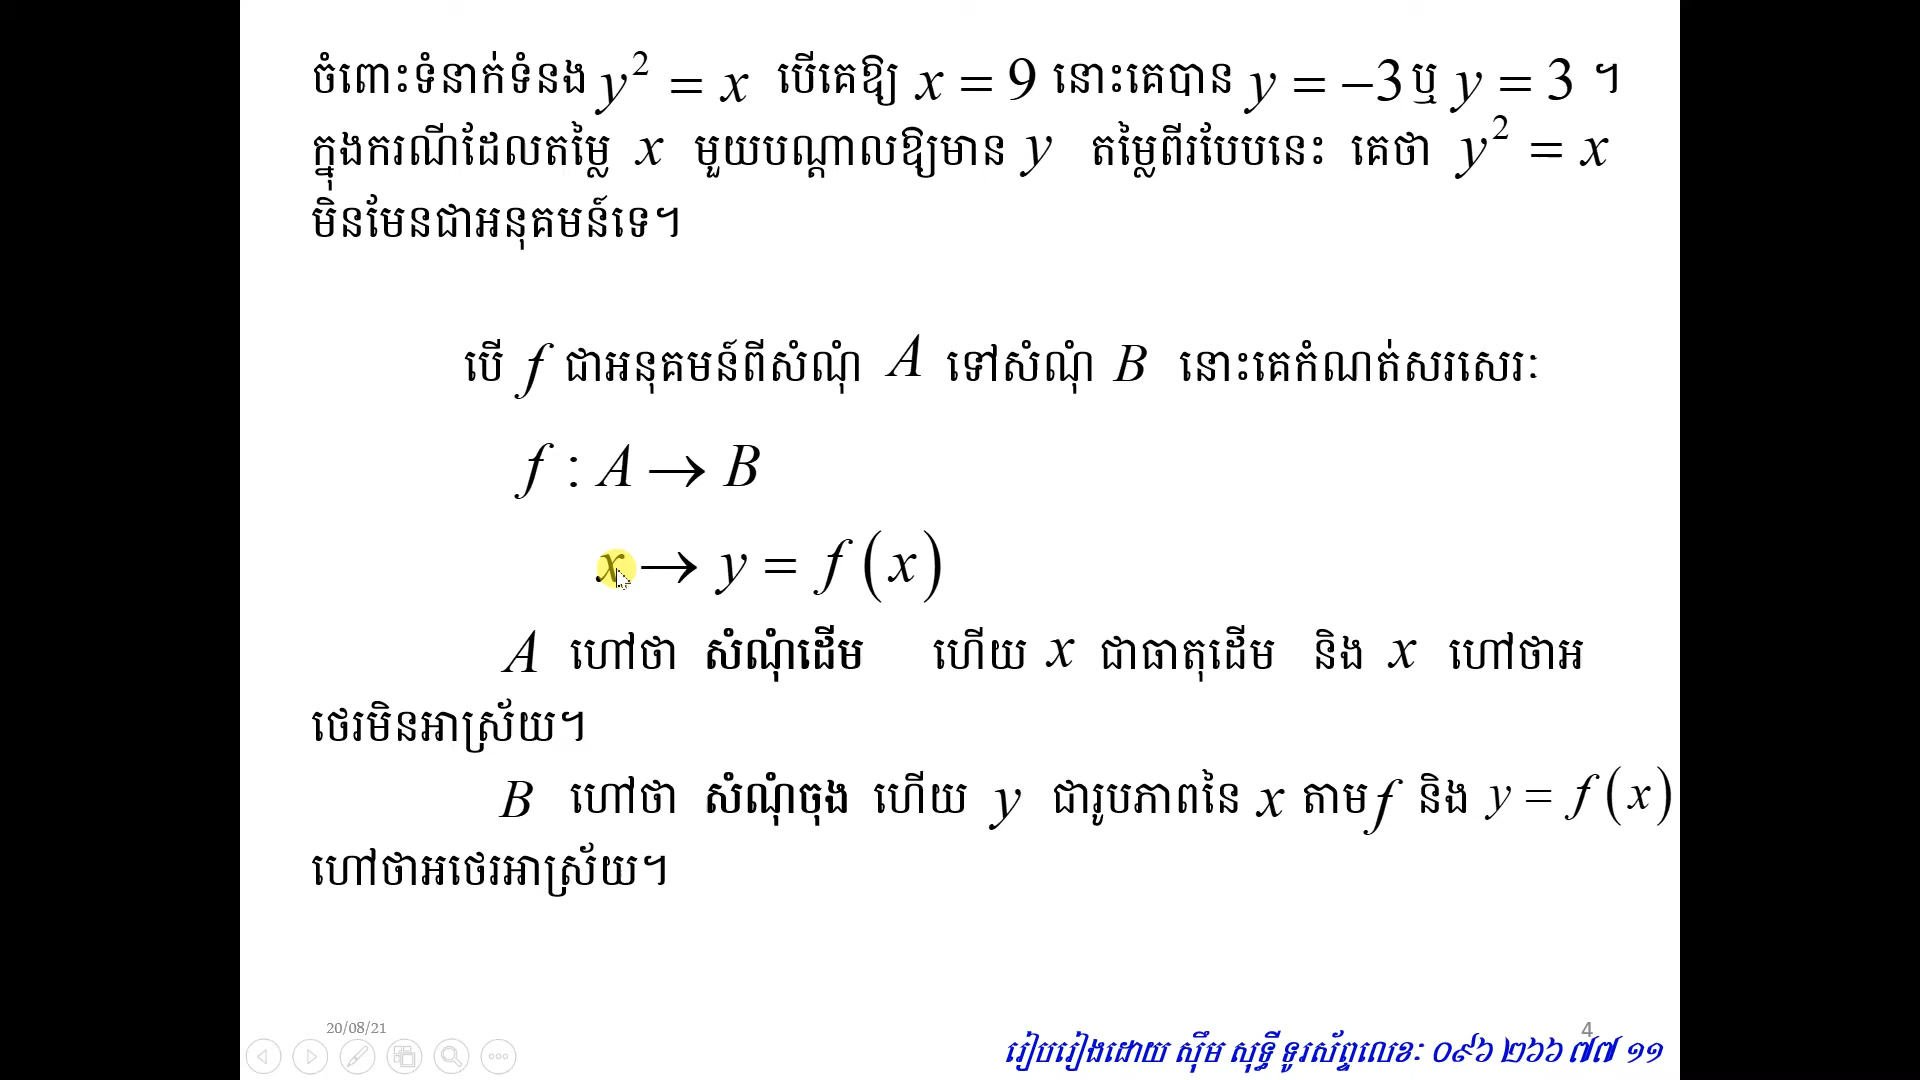 ចំពោះទំនាក់ទំនង y² = x បើគេឱ្យ x = 9 នោះគេបាន y = −3 ឬ y = 3 ។
ក្នុងករណីដែលតម្លៃ x មួយបណ្តាលឱ្យមាន y តម្លៃពីរបែបនេះ គេថា y² = x
មិនមែនជាអនុគមន៍ទេ។
បើ f ជាអនុគមន៍ពីសំណុំ A ទៅសំណុំ B នោះគេកំណត់សរសេរៈ
f : A → B
x → y = f(x)
A ហៅថា សំណុំដើម ហើយ x ជាធាតុដើម និង x ហៅថាអ
ថេរមិនអាស្រ័យ។
B ហៅថា សំណុំចុង ហើយ y ជារូបភាពនៃ x តាម f និង y = f(x)
ហៅថាអថេរអាស្រ័យ។
20/08/21
4
រៀបរៀងដោយ ស៊ឹម សុទ្ធី ទូរស័ព្ទលេខៈ ០៩៦ ២៦៦ ៧៧ ១១